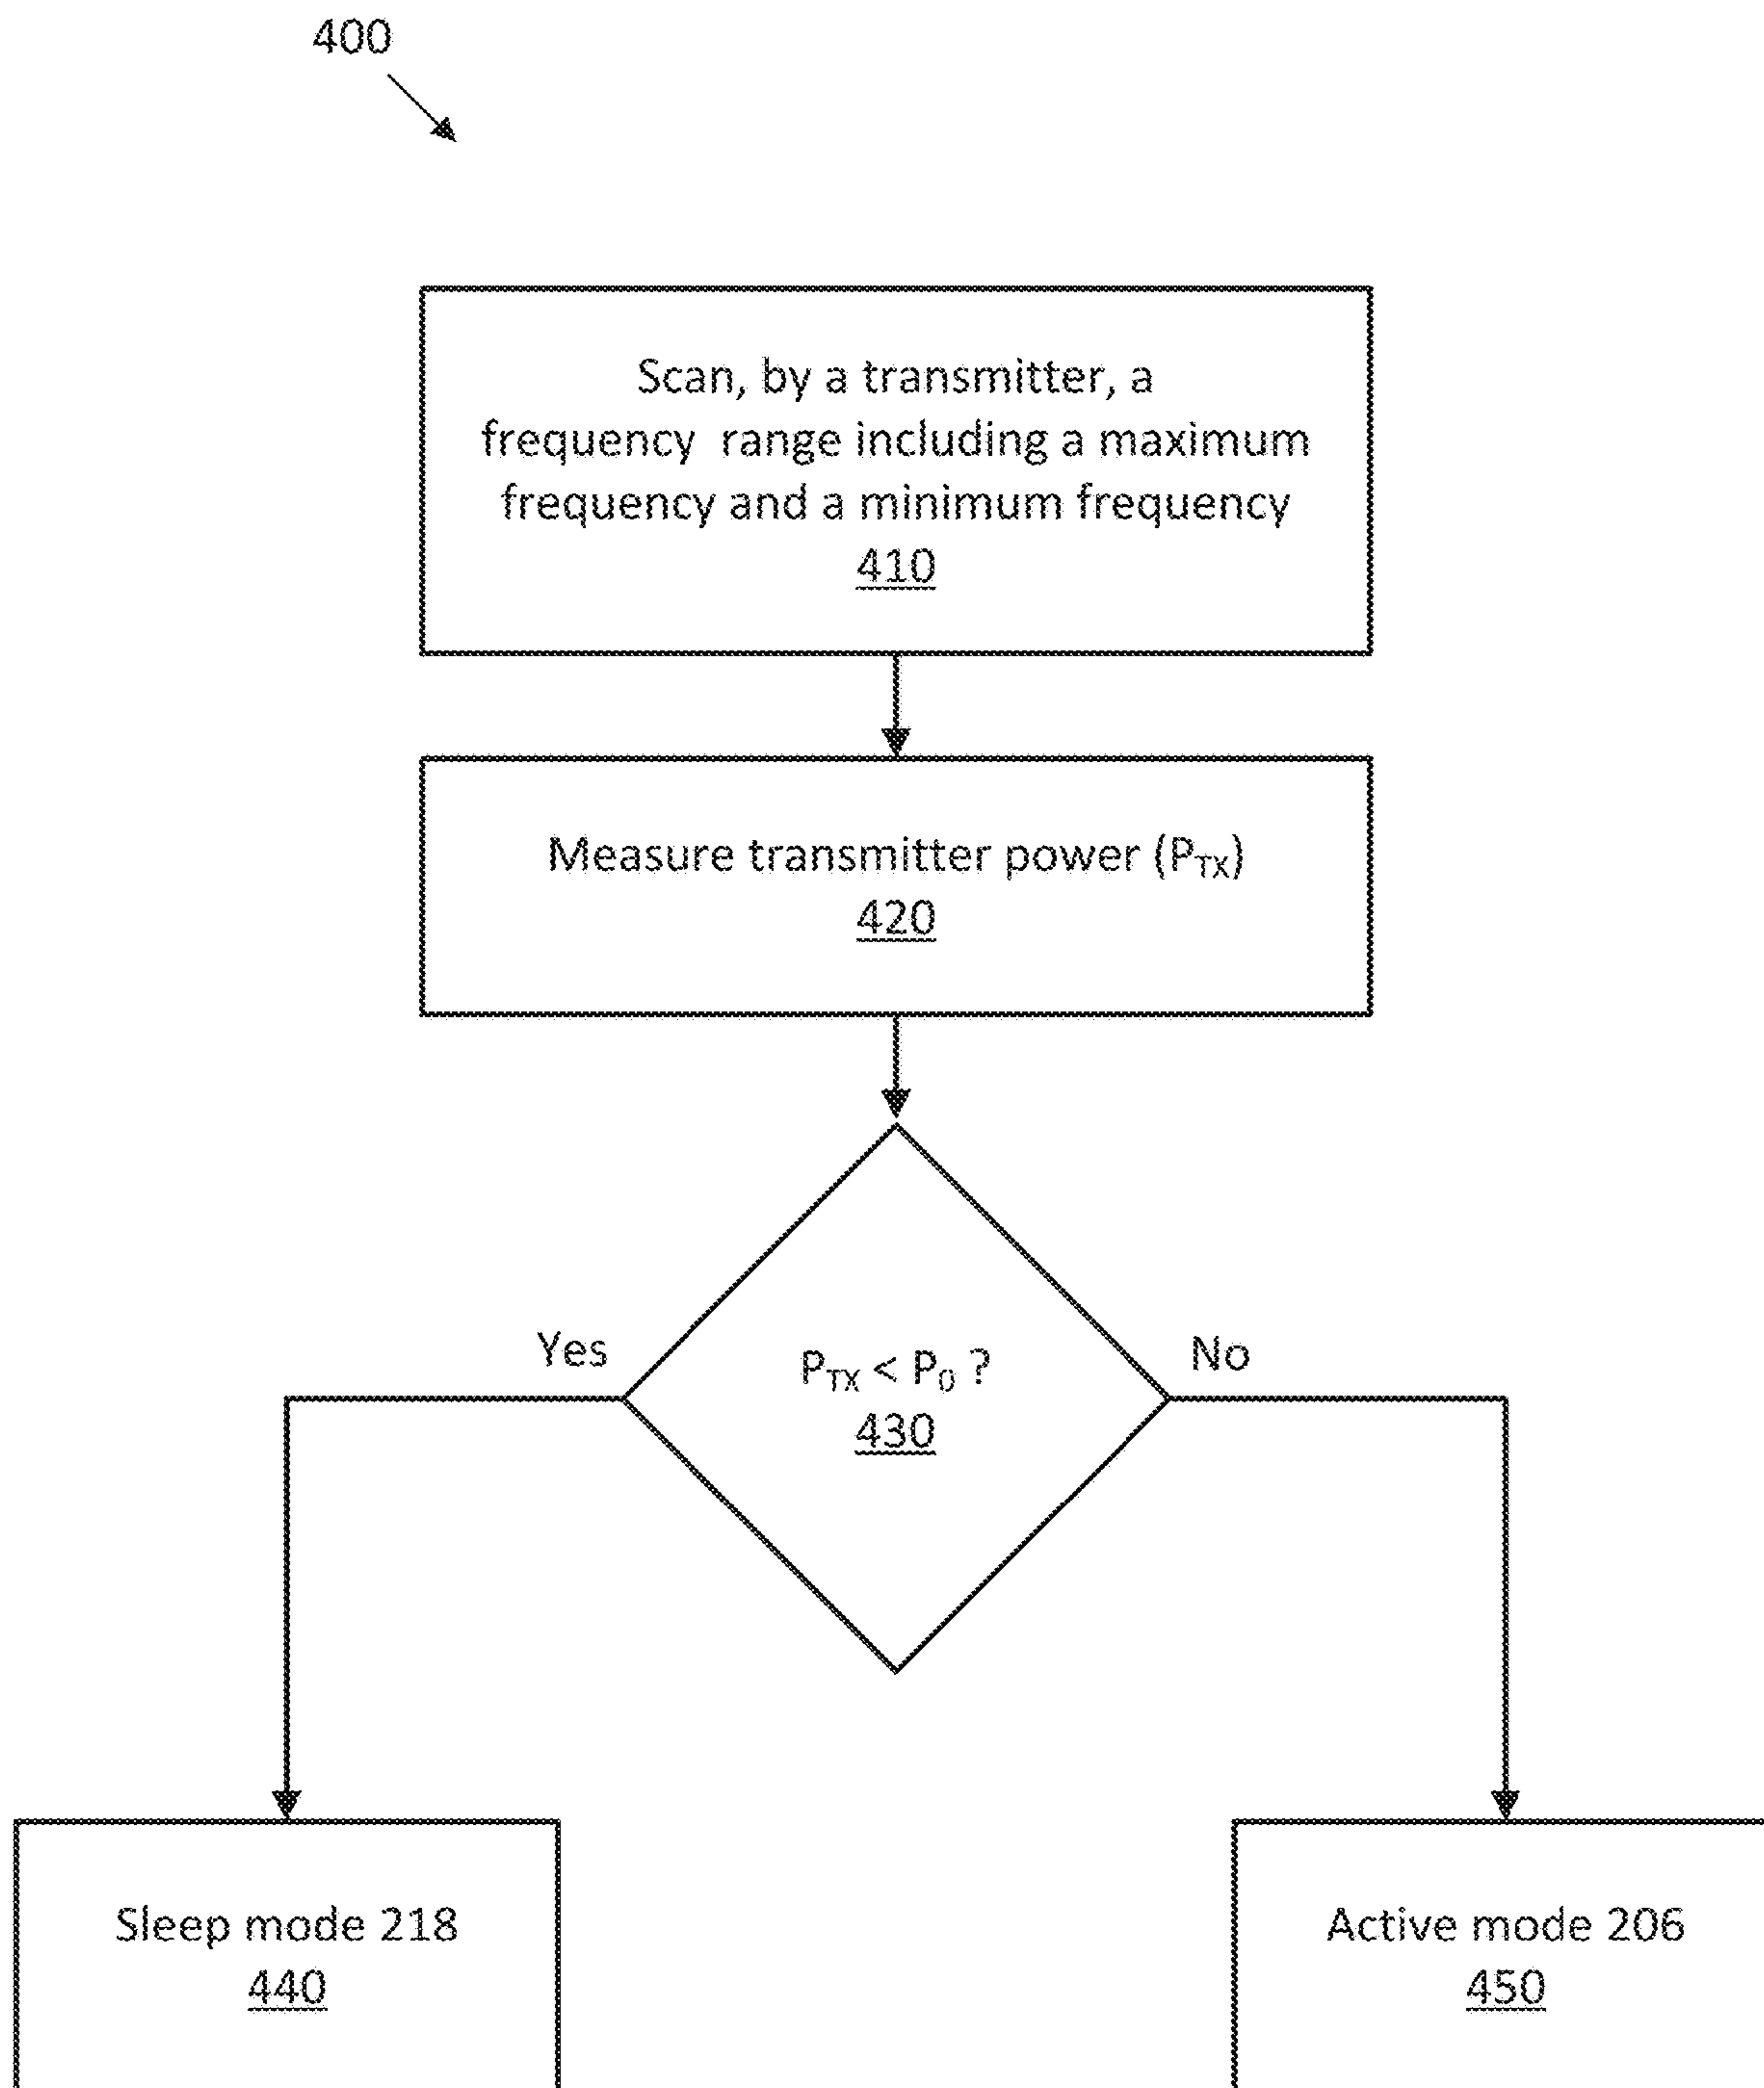 400
Scan, by a transmitter, a
frequency range including a maximum
frequency and a minimum frequency
410
Measure transmitter power (PTX)
420
Yes
PTX < P0 ?
No
430
Sleep mode 218
440
Active mode 206
450